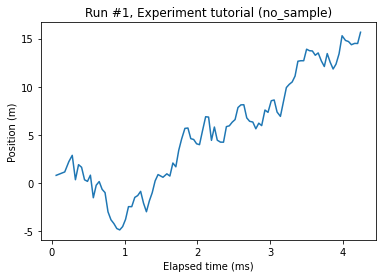 Run #1, Experiment tutorial (no_sample)
Position (m)
15
10
5
0
-5
0 1 2 3 4
Elapsed time (ms)